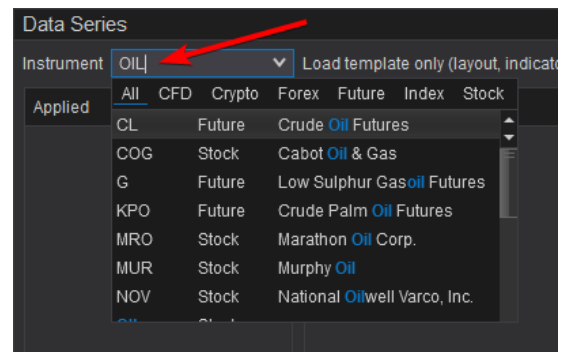 Data Series
Instrument OIL Load template only (layout, indicato
Applied
All CFD Crypto Forex Future Index Stock
CL Future Crude Oil Futures
COG Stock Cabot Oil & Gas
G Future Low Sulphur Gasoil Futures
KPO Future Crude Palm Oil Futures
MRO Stock Marathon Oil Corp.
MUR Stock Murphy Oil
NOV Stock National Oilwell Varco, Inc.